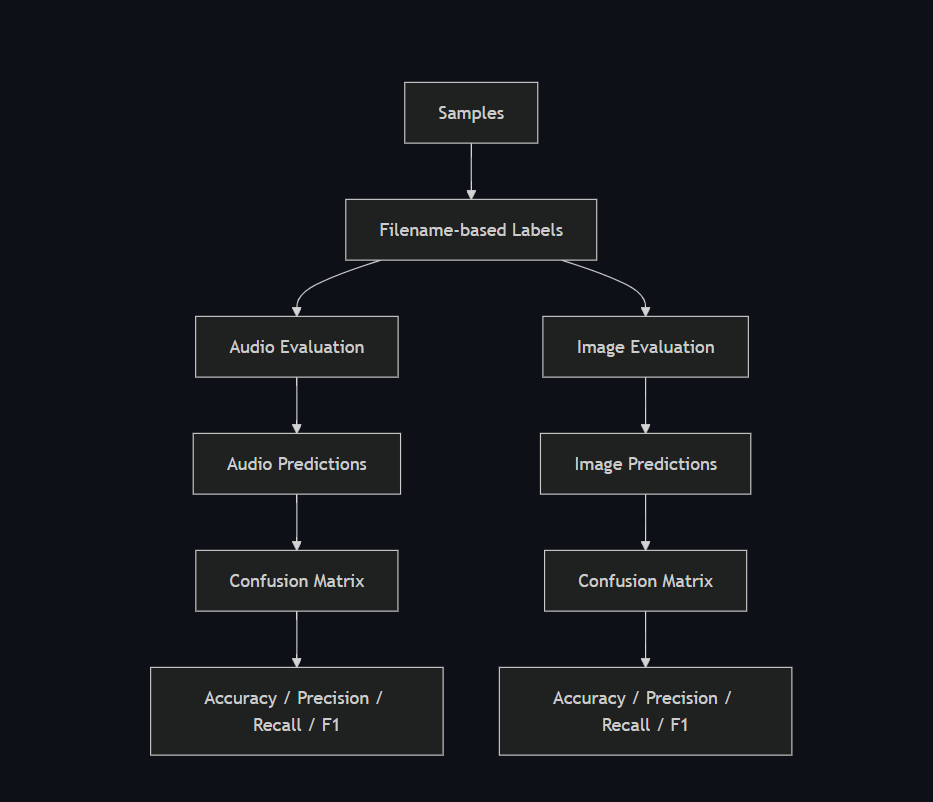 Samples
Filename-based Labels
Audio Evaluation
Image Evaluation
Audio Predictions
Image Predictions
Confusion Matrix
Confusion Matrix
Accuracy / Precision /
Recall / F1
Accuracy / Precision /
Recall / F1